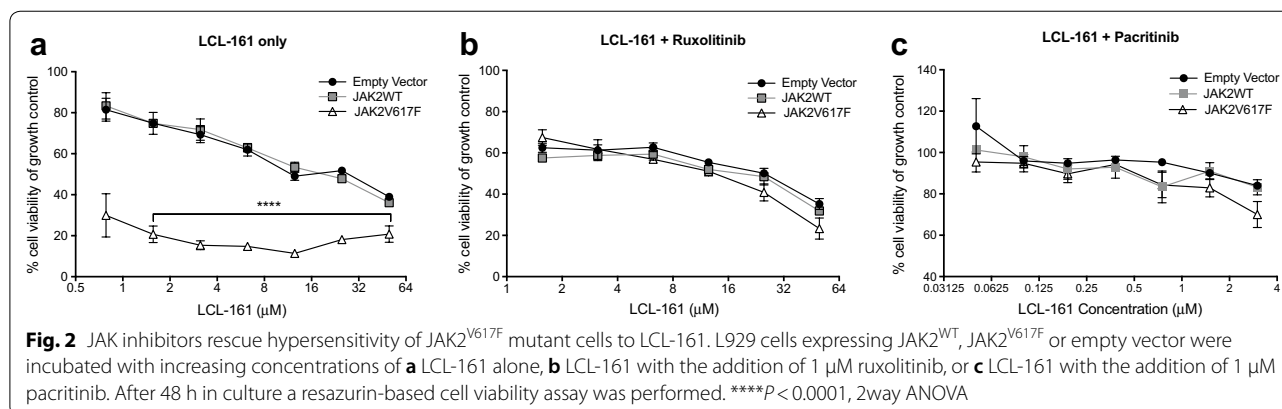 a
LCL-161 only
% cell viability of growth control
100
80
60
40
20
0
0.5 1 2 4 8 16 32 64
LCL-161 (μM)
Empty Vector
JAK2WT
JAK2V617F
****
b
LCL-161 + Ruxolitinib
% cell viability of growth control
100
80
60
40
20
0
1 2 4 8 16 32 64
LCL-161 (μM)
Empty Vector
JAK2WT
JAK2V617F
c
LCL-161 + Pacritinib
% cell viability of growth control
140
120
100
80
60
40
0.03125 0.0625 0.125 0.25 0.5 1 2 4
LCL-161 Concentration (μM)
Empty Vector
JAK2WT
JAK2V617F
Fig. 2 JAK inhibitors rescue hypersensitivity of JAK2V617F mutant cells to LCL-161. L929 cells expressing JAK2WT, JAK2V617F or empty vector were
incubated with increasing concentrations of a LCL-161 alone, b LCL-161 with the addition of 1 μM ruxolitinib, or c LCL-161 with the addition of 1 μM
pacritinib. After 48 h in culture a resazurin-based cell viability assay was performed. ****P < 0.0001, 2way ANOVA